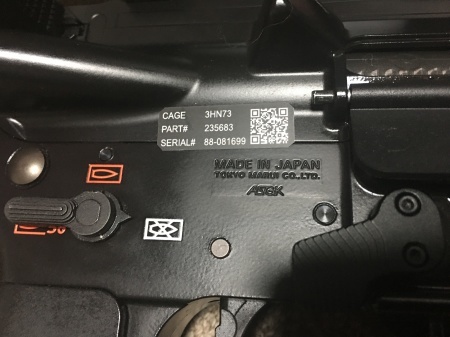 CAGE 3HN73
PART# 235683
SERIAL# 88-081699
MADE IN JAPAN
TOKYO MARUI CO.,LTD.
ASGK